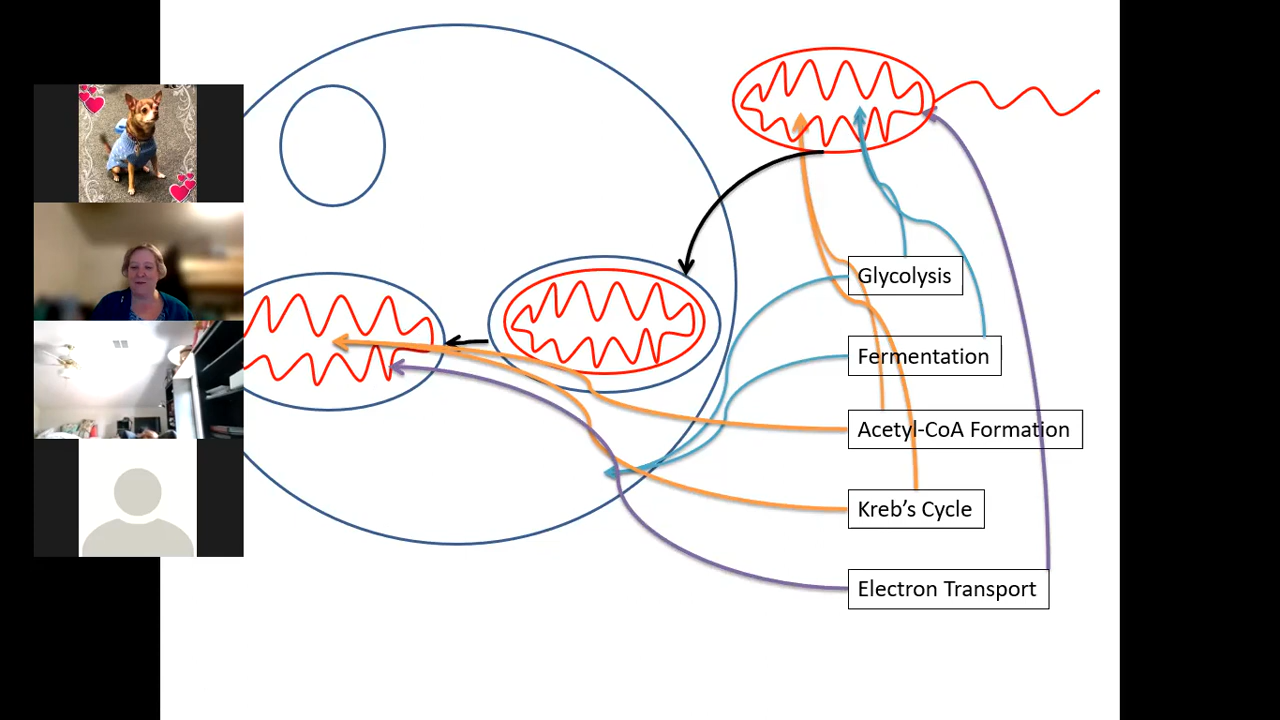 Glycolysis
Fermentation
Acetyl-CoA Formation
Kreb's Cycle
Electron Transport